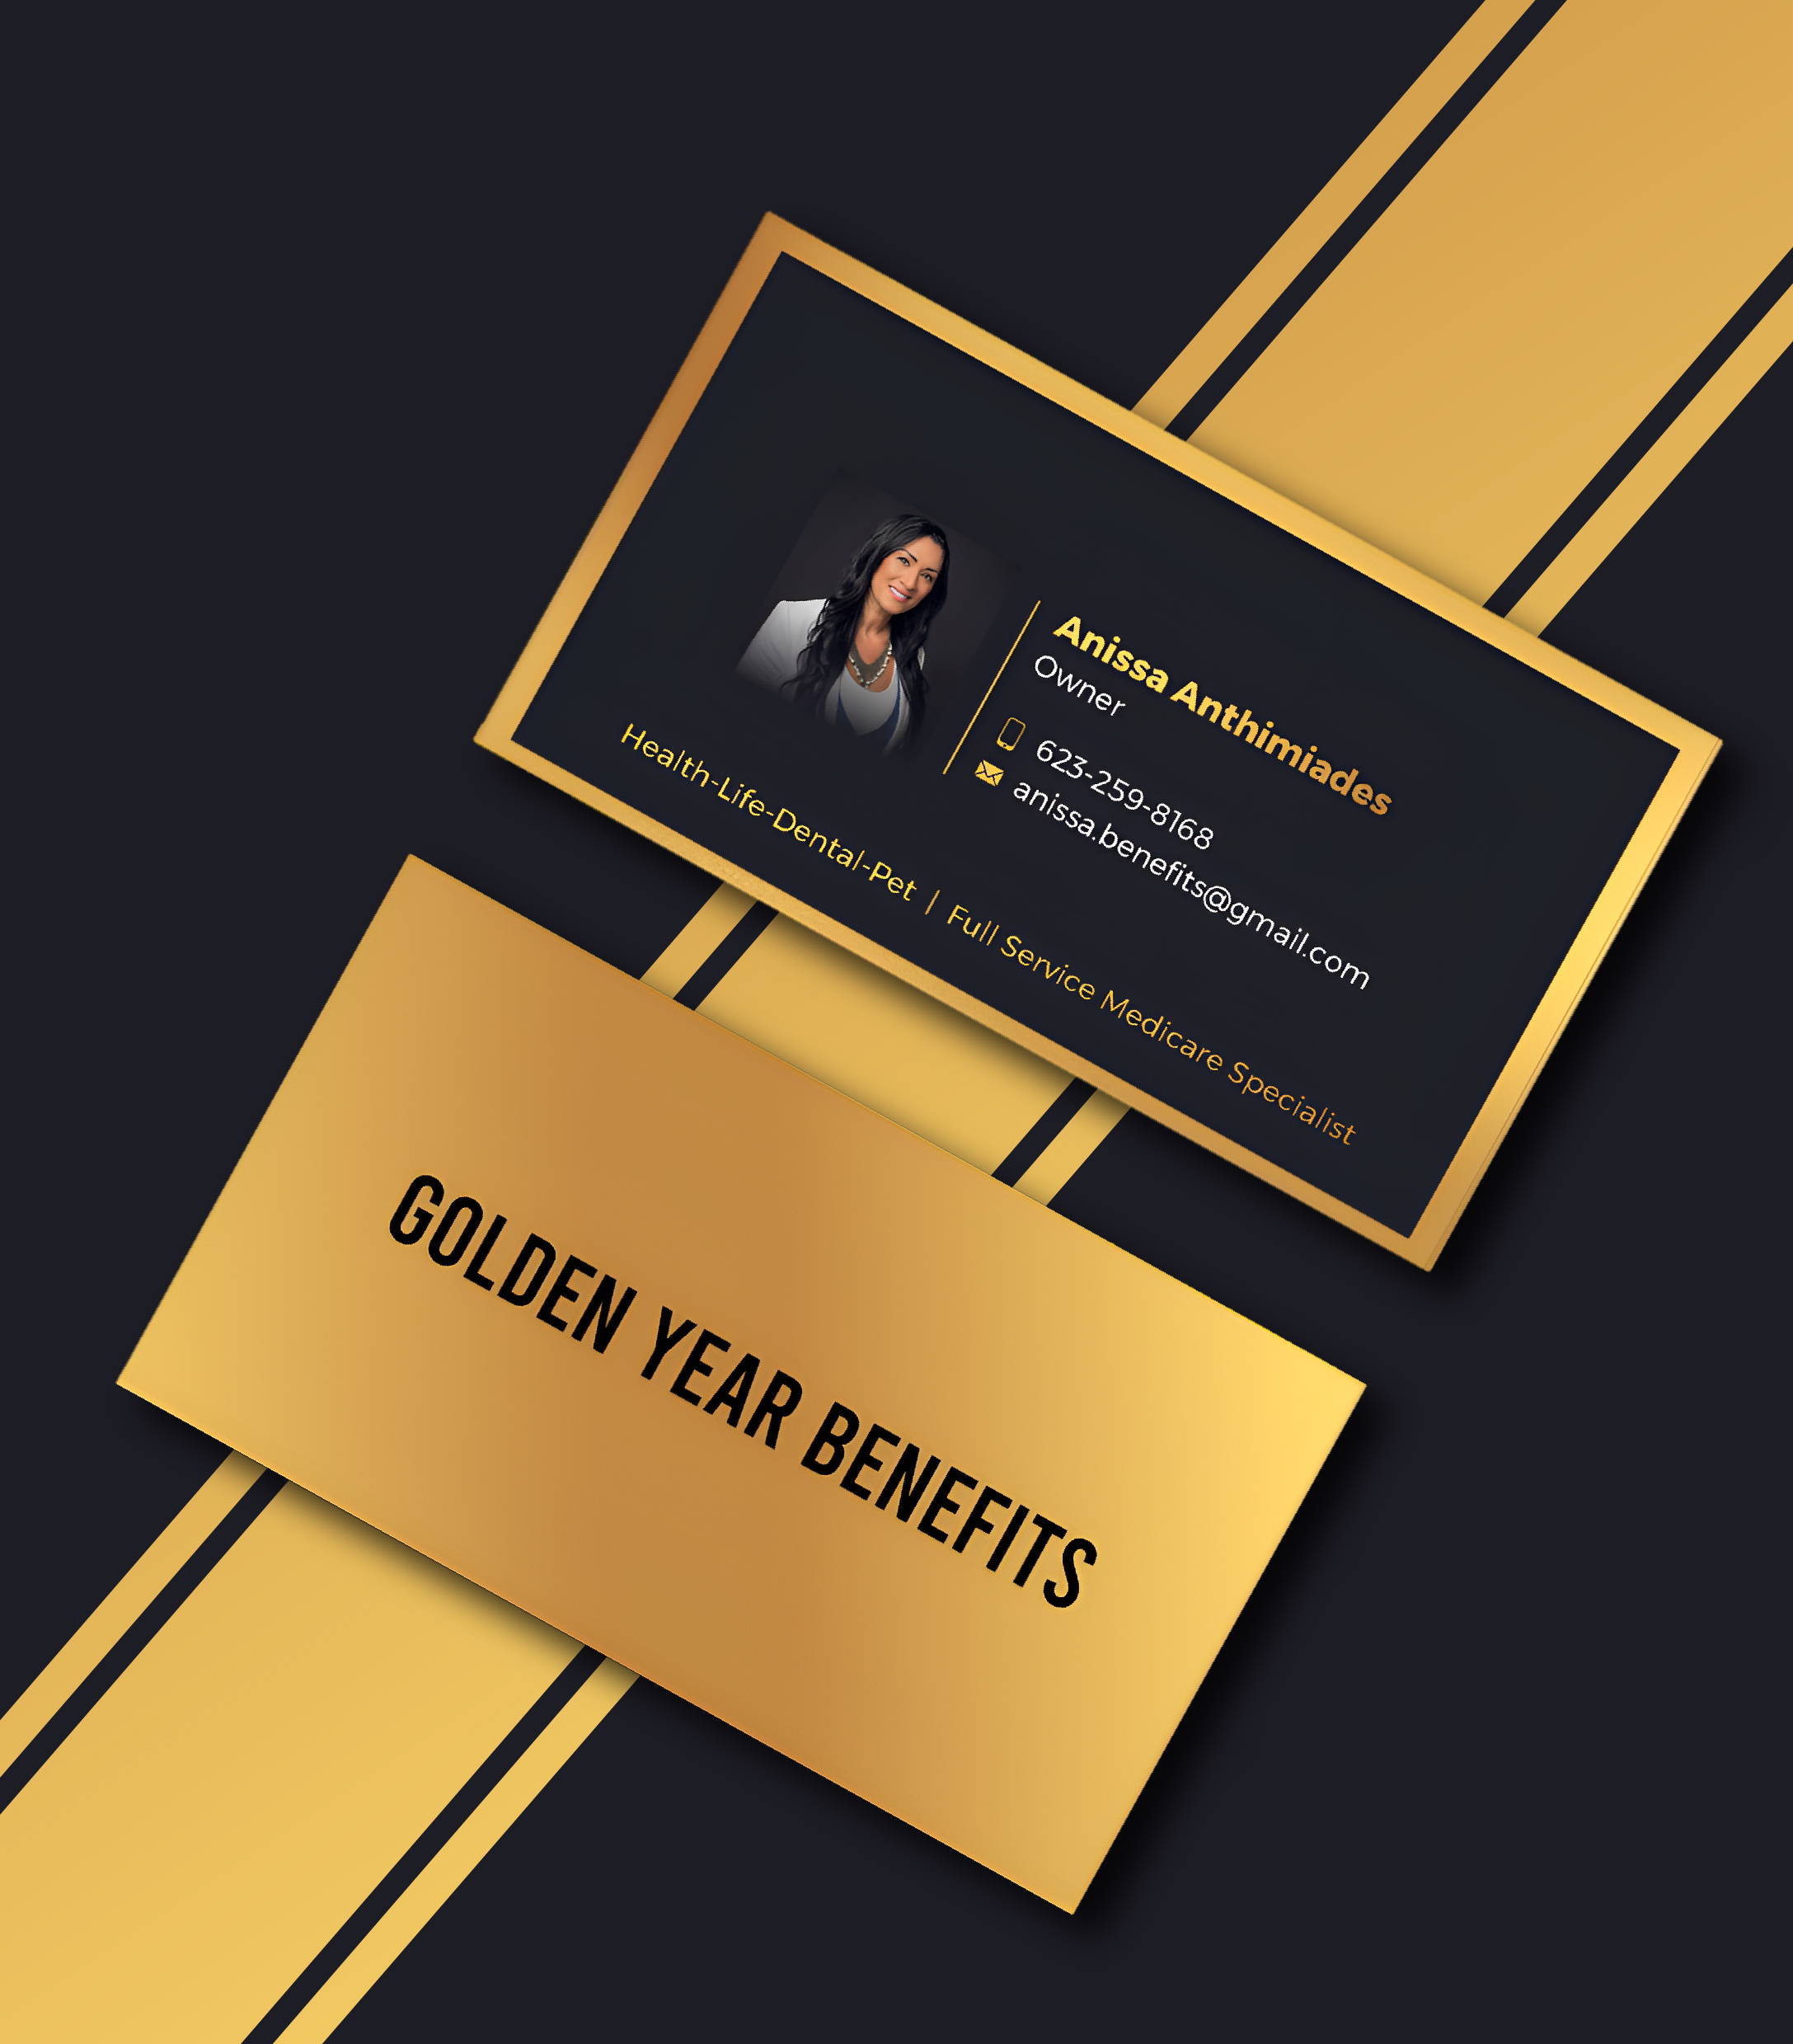 Anissa Anthimiades
Owner
623-259-8168
anissa.benefits@gmail.com
Health-Life-Dental-Pet | Full Service Medicare Specialist
GOLDEN YEAR BENEFITS